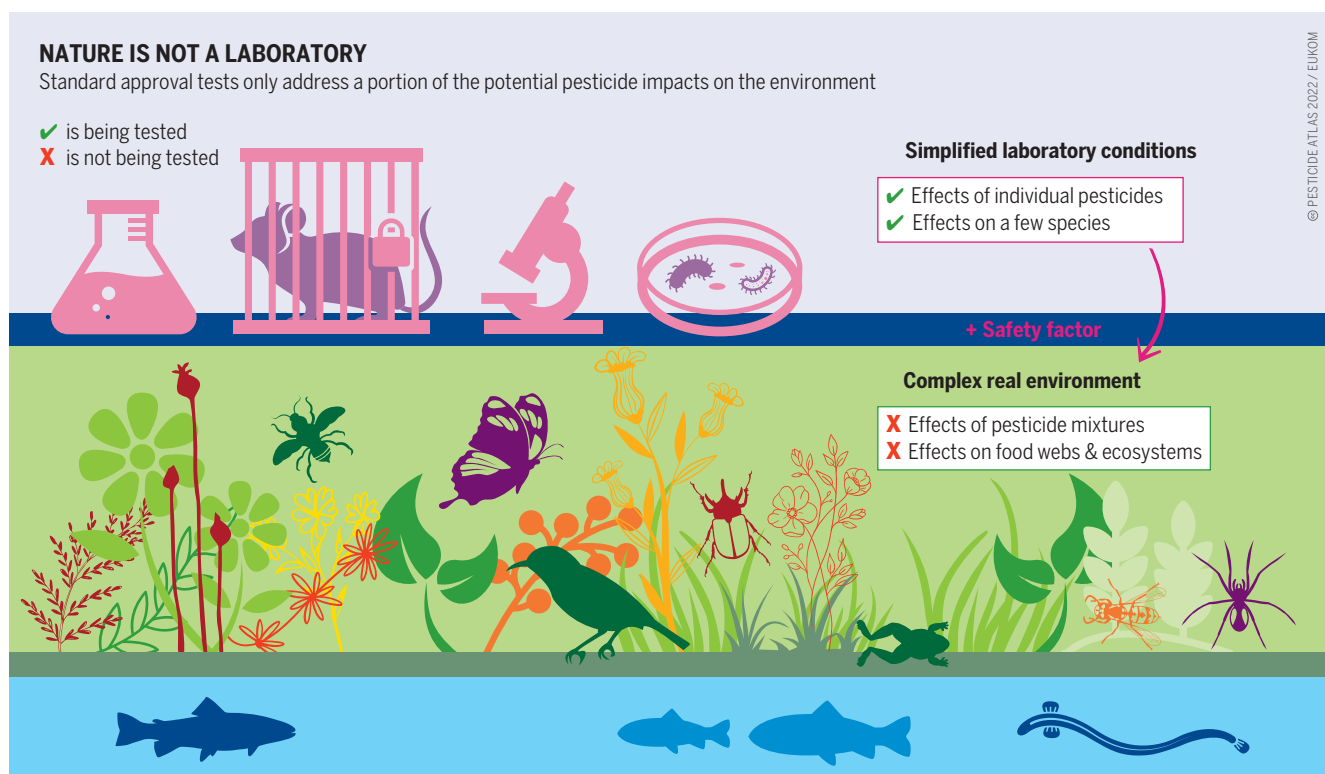 NATURE IS NOT A LABORATORY
Standard approval tests only address a portion of the potential pesticide impacts on the environment
✔ is being tested
X is not being tested
Simplified laboratory conditions
✔ Effects of individual pesticides
✔ Effects on a few species
+ Safety factor
Complex real environment
X Effects of pesticide mixtures
X Effects on food webs & ecosystems
🅭 PESTICIDE ATLAS 2022 / EUKOM